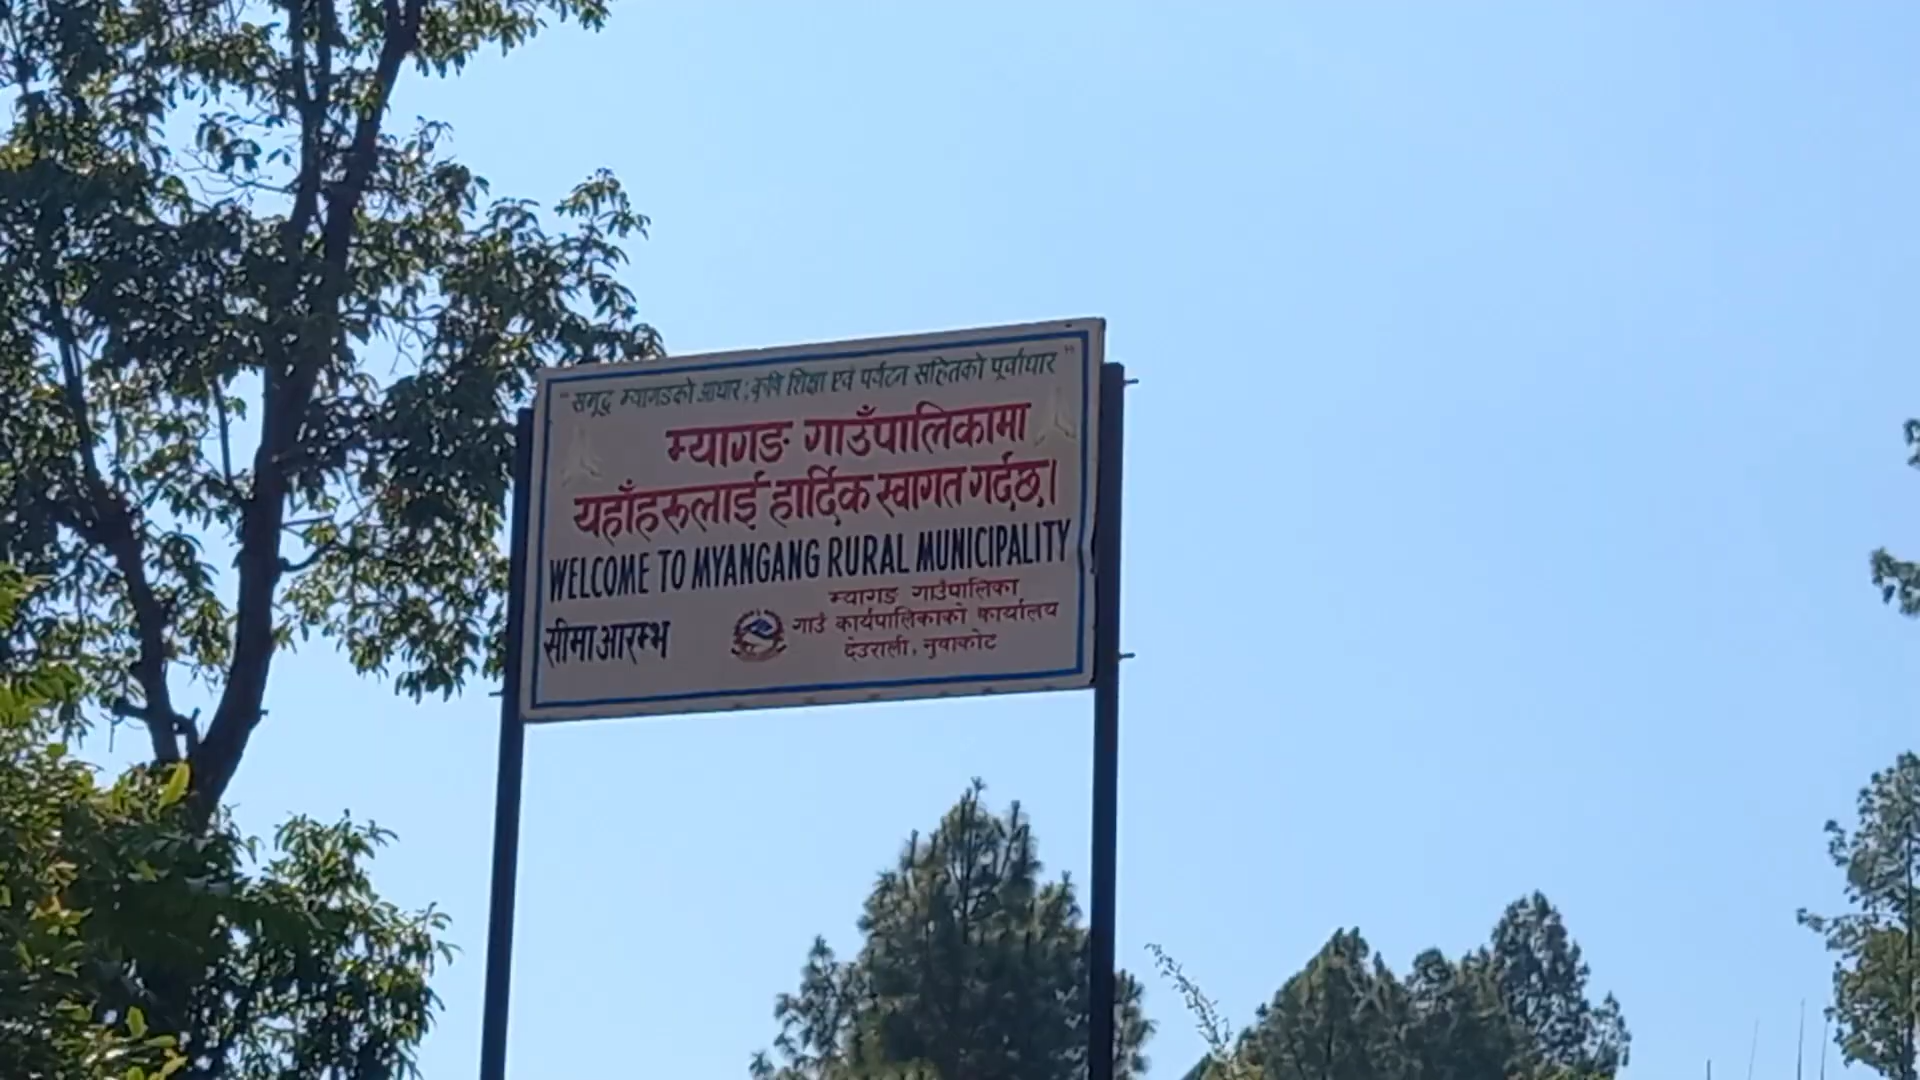 "समृद्ध म्यागङको आधार; कृषि शिक्षा एवं पर्यटन सहितको पूर्वाधार"
म्यागङ गाउँपालिकामा
यहाँहरूलाई हार्दिक स्वागत गर्दछ।
WELCOME TO MYANGANG RURAL MUNICIPALITY
सीमा आरम्भ
म्यागङ गाउँपालिका
गाउँ कार्यपालिकाको कार्यालय
देउराली, नुवाकोट